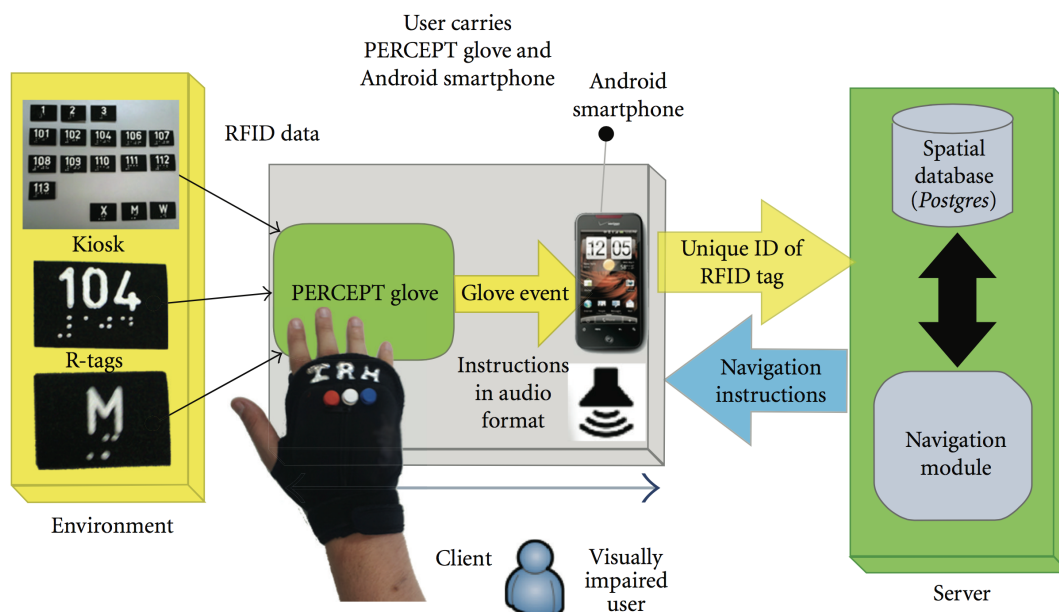 User carries
PERCEPT glove and
Android smartphone
Android
smartphone
RFID data
1 2 3
101 102 104 106 107
108 109 110 111 112
113
X M W
Kiosk
104
R-tags
M
Environment
PERCEPT glove
IRH
Glove event
12 05
Instructions
in audio
format
Unique ID of
RFID tag
Navigation
instructions
Spatial
database
(Postgres)
Navigation
module
Server
Client
Visually
impaired
user